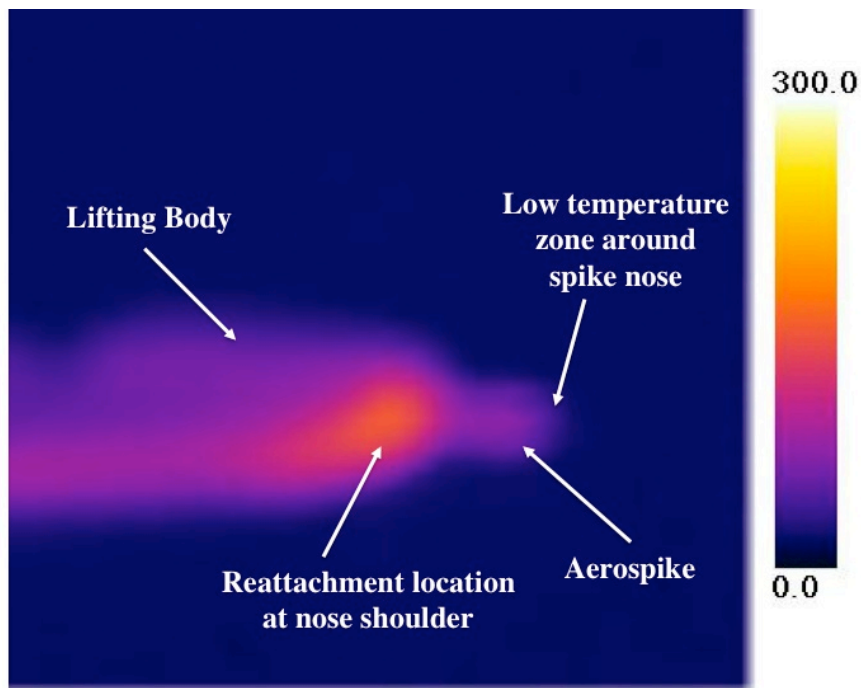 300.0
Lifting Body
Low temperature
zone around
spike nose
Reattachment location
at nose shoulder
Aerospike
0.0